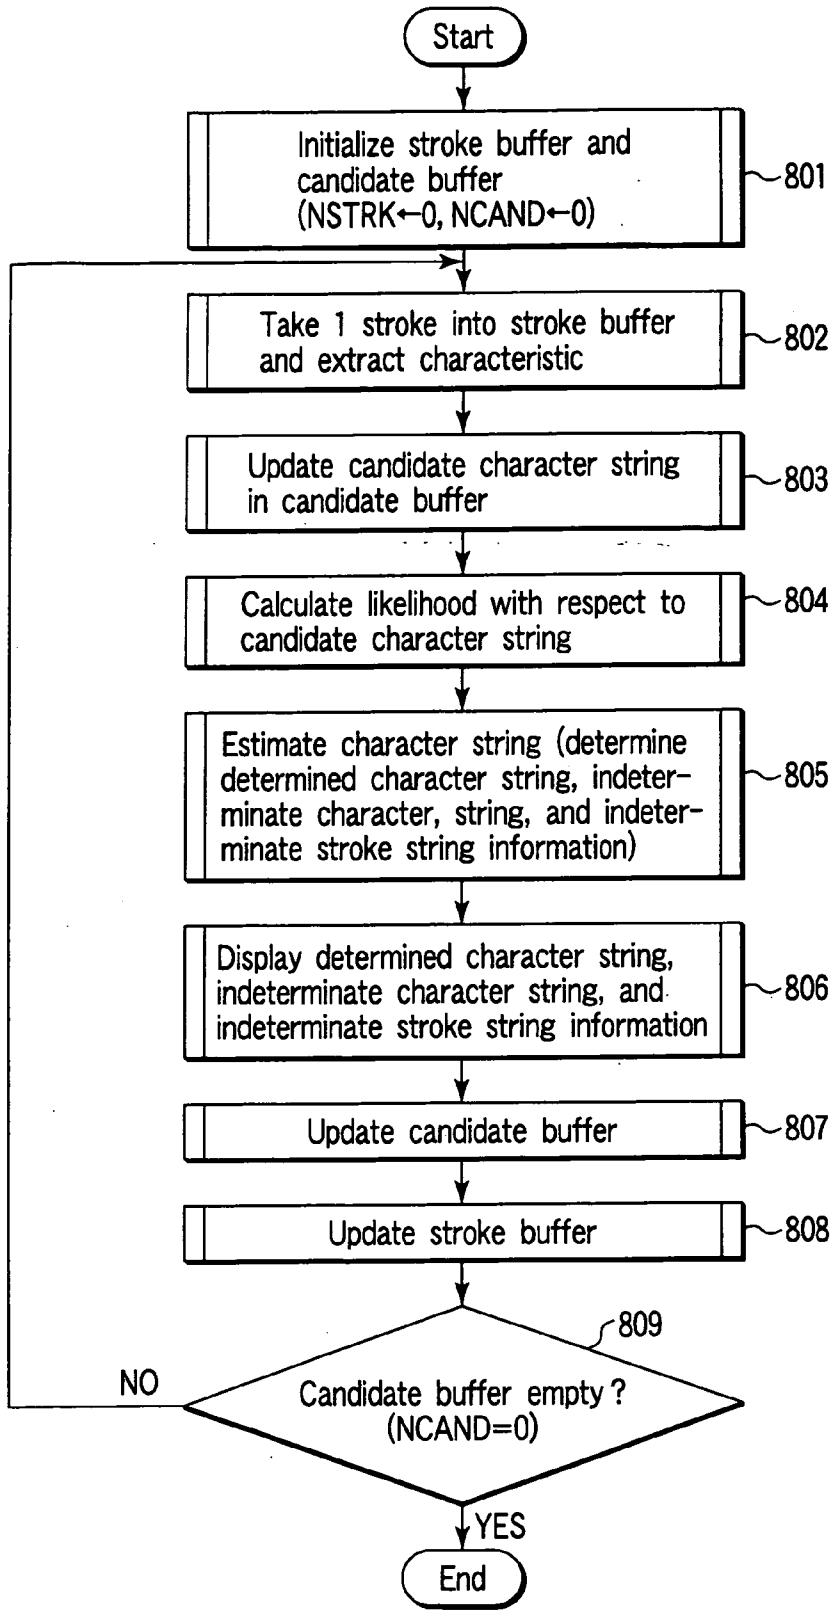 Start
Initialize stroke buffer and
candidate buffer
(NSTRK←0, NCAND←0)
801
Take 1 stroke into stroke buffer
and extract characteristic
802
Update candidate character string
in candidate buffer
803
Calculate likelihood with respect to
candidate character string
804
Estimate character string (determine
determined character string, indeter-
minate character, string, and indeter-
minate stroke string information)
805
Display determined character string,
indeterminate character string, and
indeterminate stroke string information
806
Update candidate buffer
807
Update stroke buffer
808
809
NO
Candidate buffer empty?
(NCAND=0)
YES
End